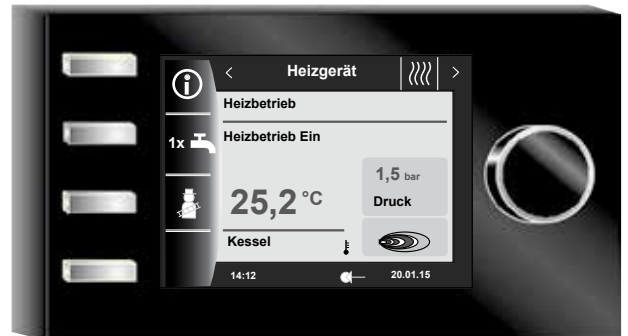 < Heizgerät >
Heizbetrieb
1x Heizbetrieb Ein
1,5 bar
Druck
25,2 °C
Kessel
14:12 20.01.15